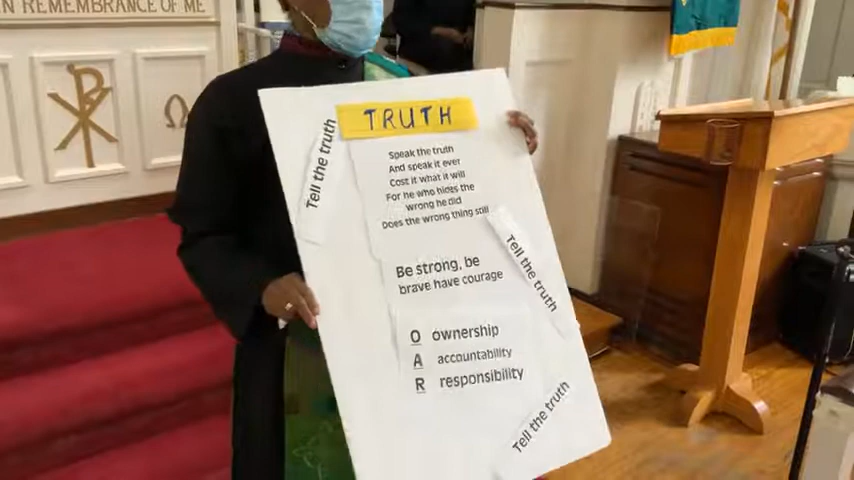 N REMEMBRANCE OF ME
TRUTH
Tell the truth
Speak the truth
And speak it ever
Cost it what it will
For he who hides the
wrong he did
Does the wrong thing still
Tell the truth
Be strong, be
brave have courage
O ownership
A accountability
R responsibility
Tell the truth